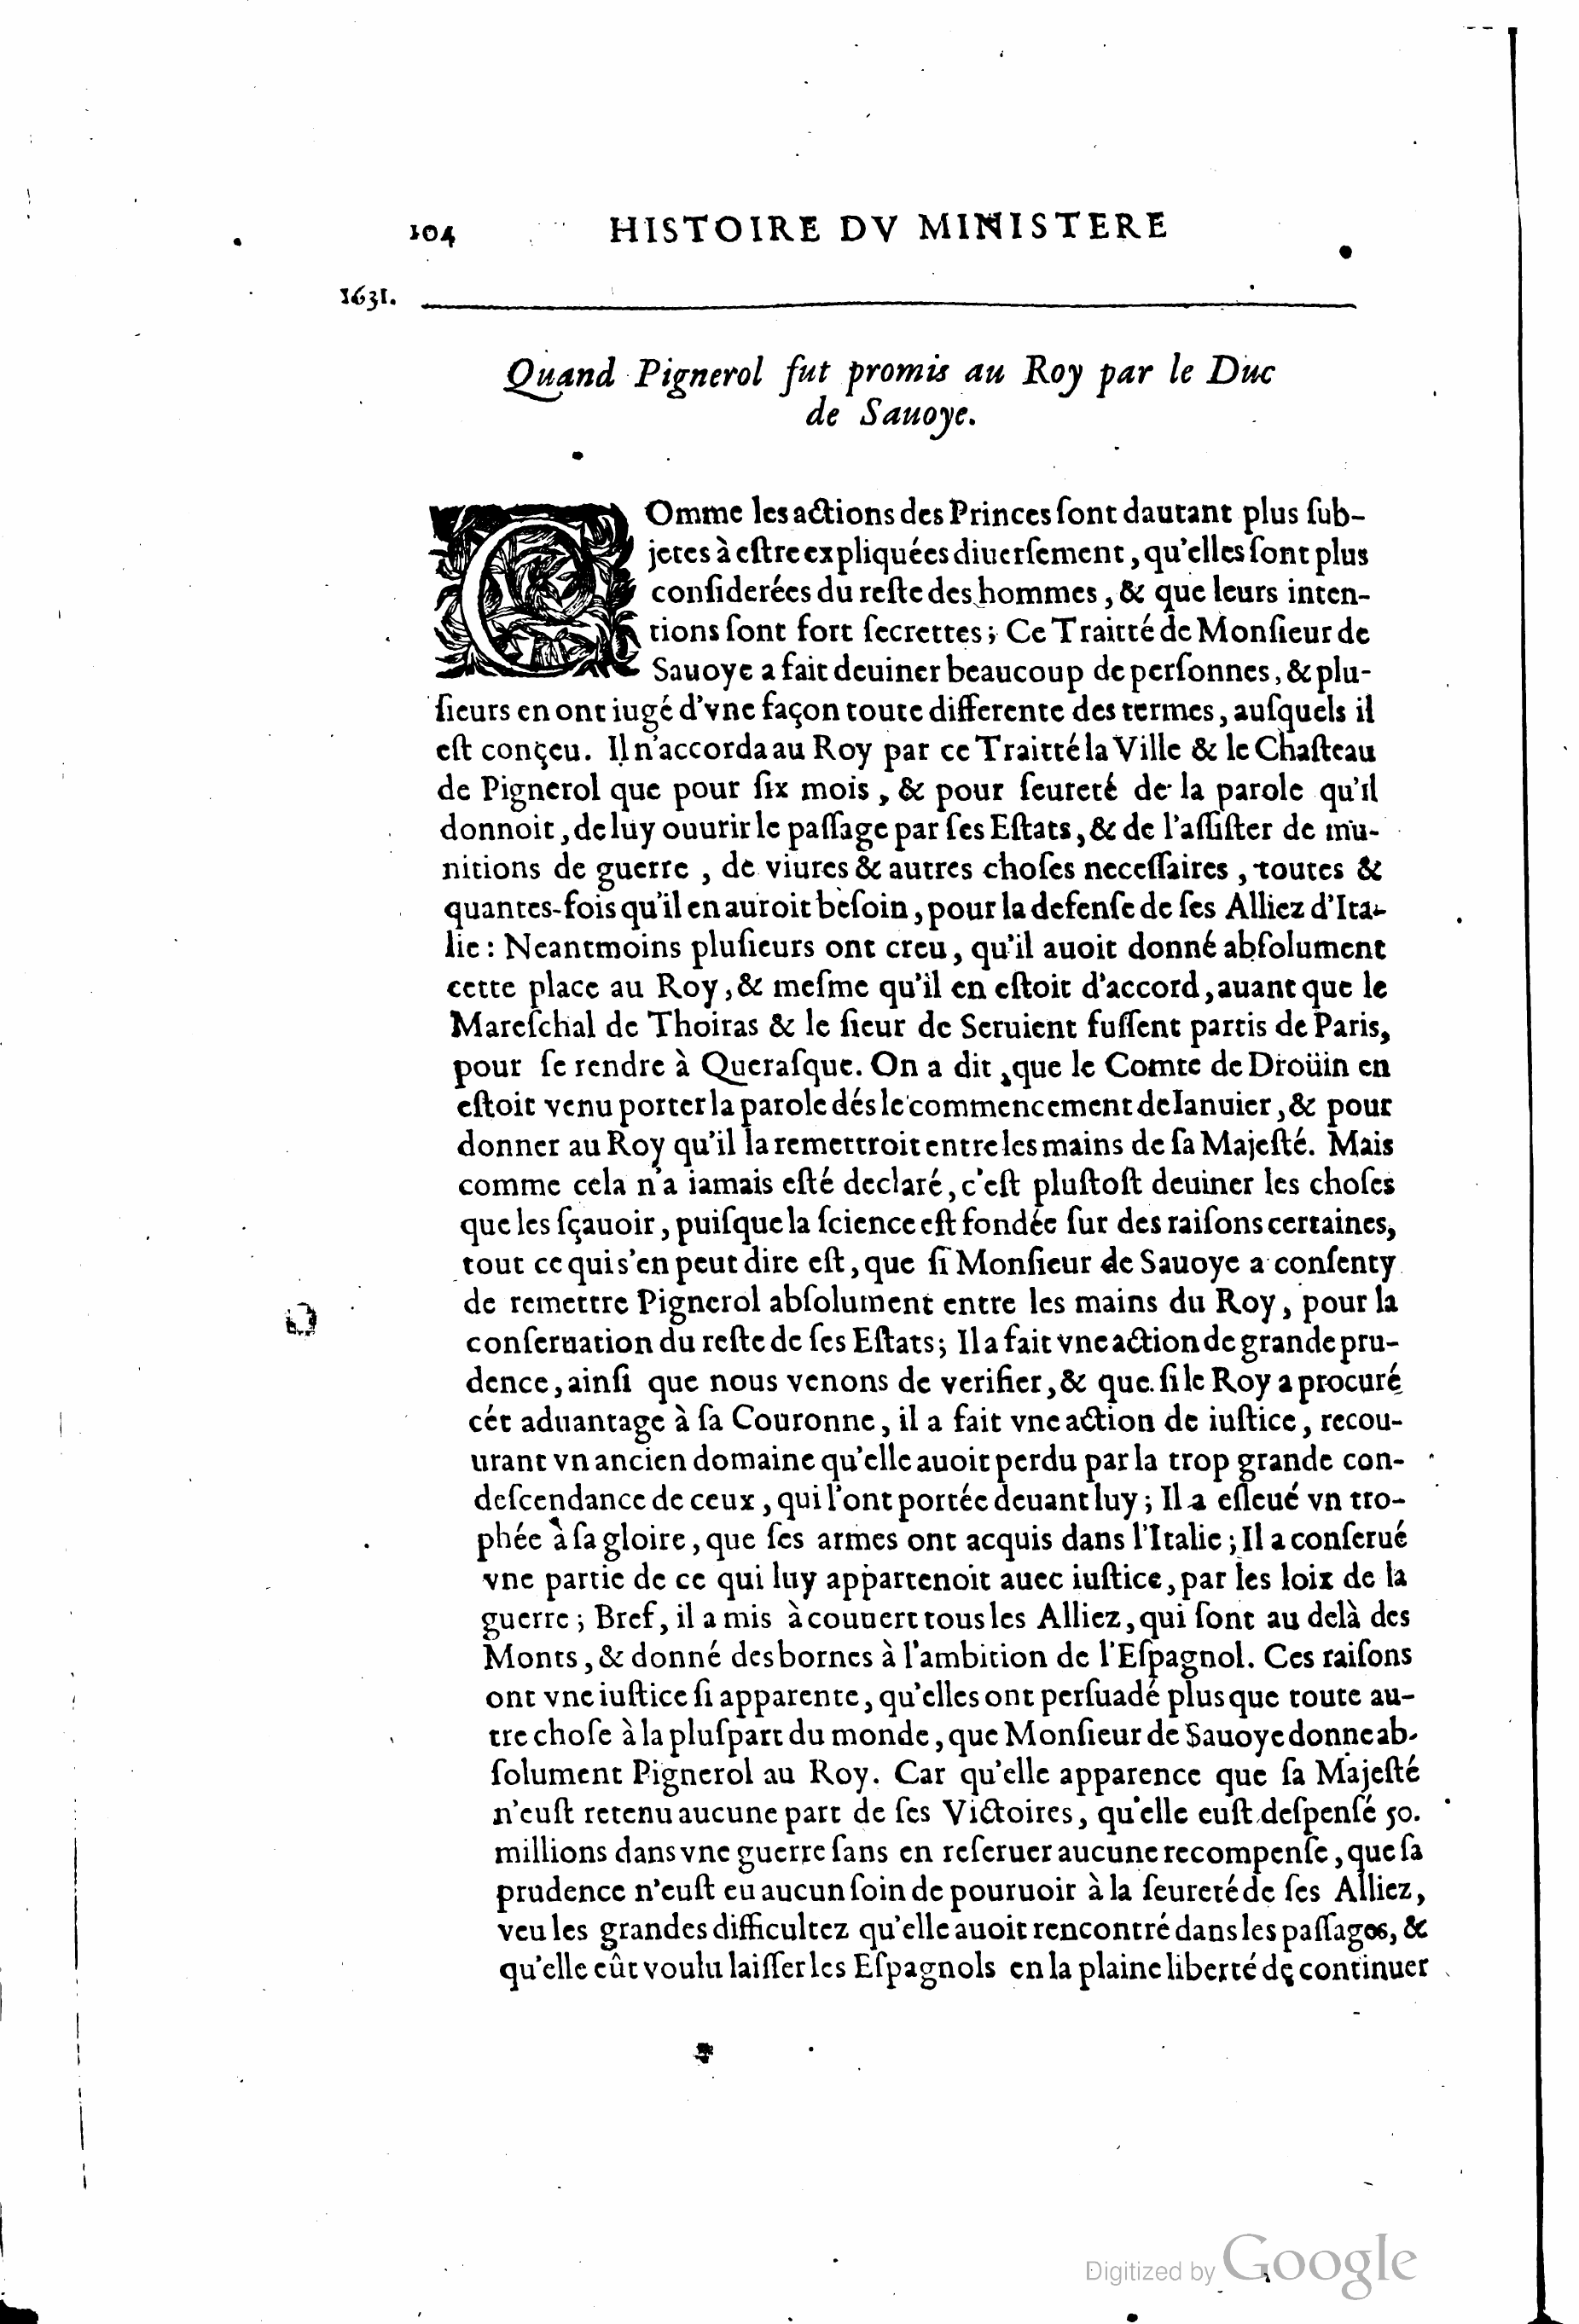 104 HISTOIRE DV MINISTERE
1631.
Quand Pignerol fut promis au Roy par le Duc
de Sauoye.
COmme les actions des Princes ſont dautant plus ſub-
jetes à eſtre expliquées diuerſement, qu'elles ſont plus
conſiderées du reſte des hommes, & que leurs inten-
tions ſont fort ſecrettes; Ce Traitté de Monſieur de
Sauoye a fait deuiner beaucoup de perſonnes, & plu-
ſieurs en ont iugé d'vne façon toute differente des termes, auſquels il
eſt conçeu. Il n'accorda au Roy par ce Traitté la Ville & le Chaſteau
de Pignerol que pour ſix mois, & pour ſeureté de la parole qu'il
donnoit, de luy ouurir le paſſage par ſes Eſtats, & de l'aſſiſter de mu-
nitions de guerre, de viures & autres choſes neceſſaires, toutes &
quantes-fois qu'il en auroit beſoin, pour la defenſe de ſes Alliez d'Ita-
lie: Neantmoins pluſieurs ont creu, qu'il auoit donné abſolument
cette place au Roy, & meſme qu'il en eſtoit d'accord, auant que le
Mareſchal de Thoiras & le ſieur de Seruient fuſſent partis de Paris,
pour ſe rendre à Queraſque. On a dit, que le Comte de Droüin en
eſtoit venu porter la parole dés le commencement de Ianuier, & pour
donner au Roy qu'il la remettroit entre les mains de ſa Majeſté. Mais
comme cela n'a iamais eſté declaré, c'eſt pluſtoſt deuiner les choſes
que les ſçauoir, puiſque la ſcience eſt fondée ſur des raiſons certaines,
tout ce qui s'en peut dire eſt, que ſi Monſieur de Sauoye a conſenty
de remettre Pignerol abſolument entre les mains du Roy, pour la
conſeruation du reſte de ſes Eſtats; Il a fait vne action de grande pru-
dence, ainſi que nous venons de verifier, & que ſi le Roy a procuré
cét aduantage à ſa Couronne, il a fait vne action de iuſtice, recou-
urant vn ancien domaine qu'elle auoit perdu par la trop grande con-
deſcendance de ceux, qui l'ont portée deuant luy; Il a eſleué vn tro-
phée à ſa gloire, que ſes armes ont acquis dans l'Italie; Il a conſerué
vne partie de ce qui luy appartenoit auec iuſtice, par les loix de la
guerre; Bref, il a mis à couuert tous les Alliez, qui ſont au delà des
Monts, & donné des bornes à l'ambition de l'Eſpagnol. Ces raiſons
ont vne iuſtice ſi apparente, qu'elles ont perſuadé plus que toute au-
tre choſe à la pluſpart du monde, que Monſieur de Sauoye donne ab-
ſolument Pignerol au Roy. Car qu'elle apparence que ſa Majeſté
n'euſt retenu aucune part de ſes Victoires, qu'elle euſt deſpenſé 50.
millions dans vne guerre ſans en reſeruer aucune recompenſe, que ſa
prudence n'euſt eu aucun ſoin de pouruoir à la ſeureté de ſes Alliez,
veu les grandes difficultez qu'elle auoit rencontré dans les paſſages, &
qu'elle eût voulu laiſſer les Eſpagnols en la plaine liberté de continuer
Digitized by Google